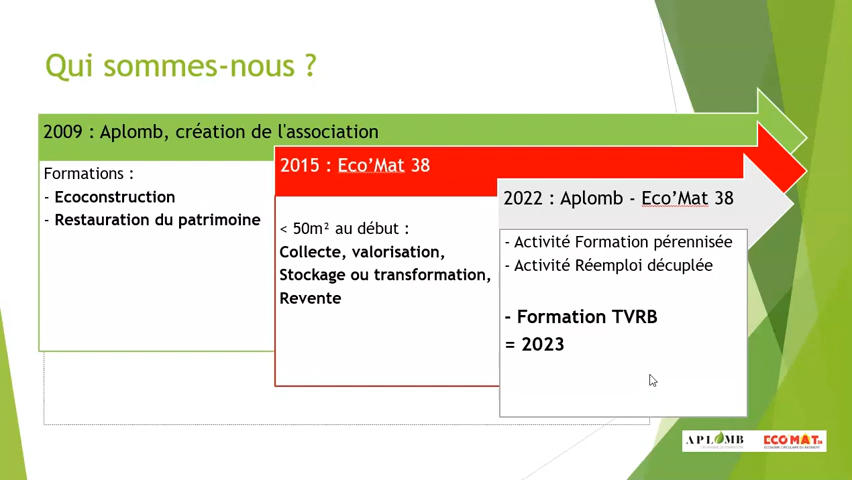 Qui sommes-nous ?
2009 : Aplomb, création de l'association
Formations :
- Ecoconstruction
- Restauration du patrimoine
2015 : Eco’Mat 38
< 50m² au début :
Collecte, valorisation,
Stockage ou transformation,
Revente
2022 : Aplomb - Eco’Mat 38
- Activité Formation pérennisée
- Activité Réemploi décuplée
- Formation TVRB
= 2023
APLOMB
ECOMAT38